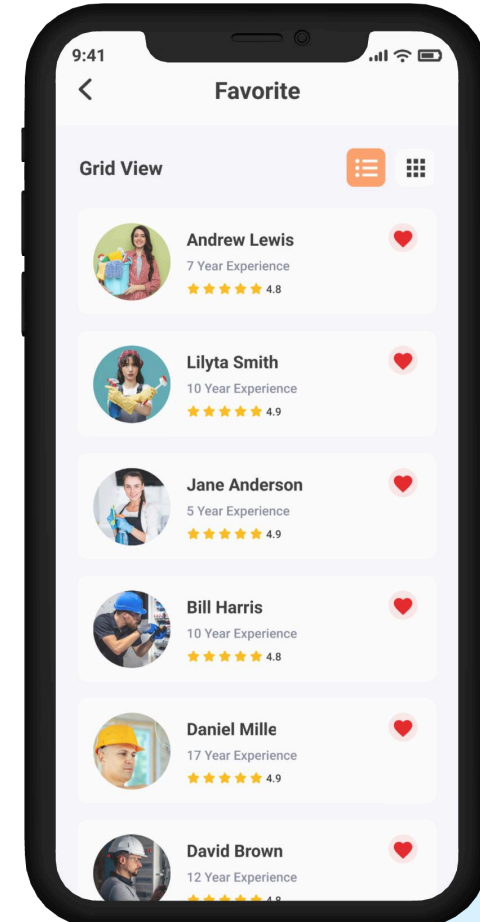 9:41
Favorite
Grid View
Andrew Lewis
7 Year Experience
4.8
Lilyta Smith
10 Year Experience
4.9
Jane Anderson
5 Year Experience
4.9
Bill Harris
10 Year Experience
4.8
Daniel Mille
17 Year Experience
4.9
David Brown
12 Year Experience
4.8